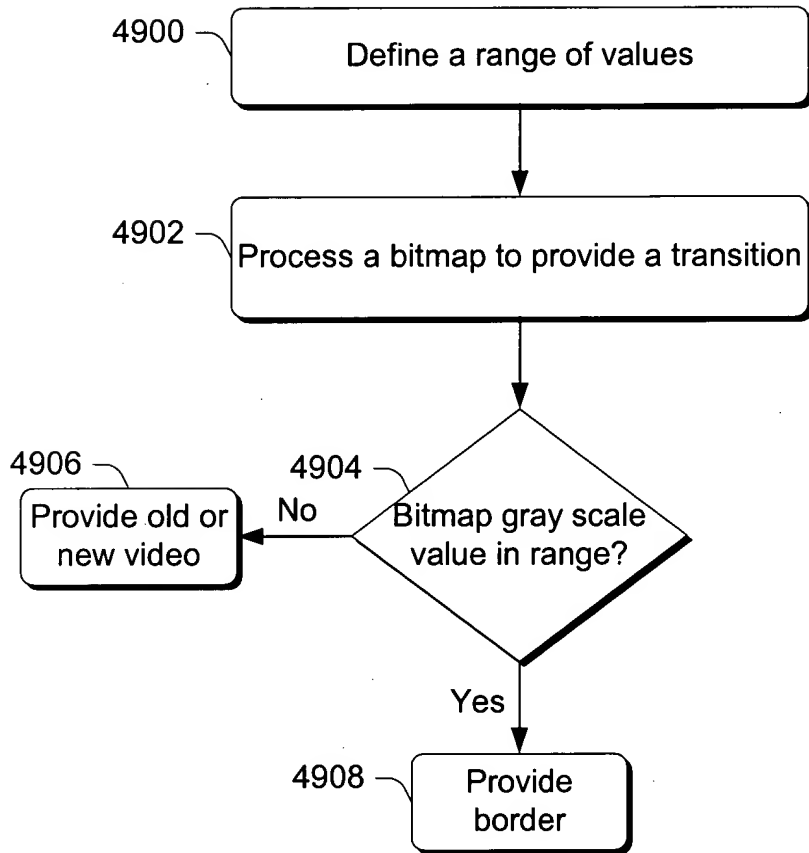 4900
Define a range of values
4902
Process a bitmap to provide a transition
4904
Bitmap gray scale
value in range?
No
4906
Provide old or
new video
Yes
4908
Provide
border